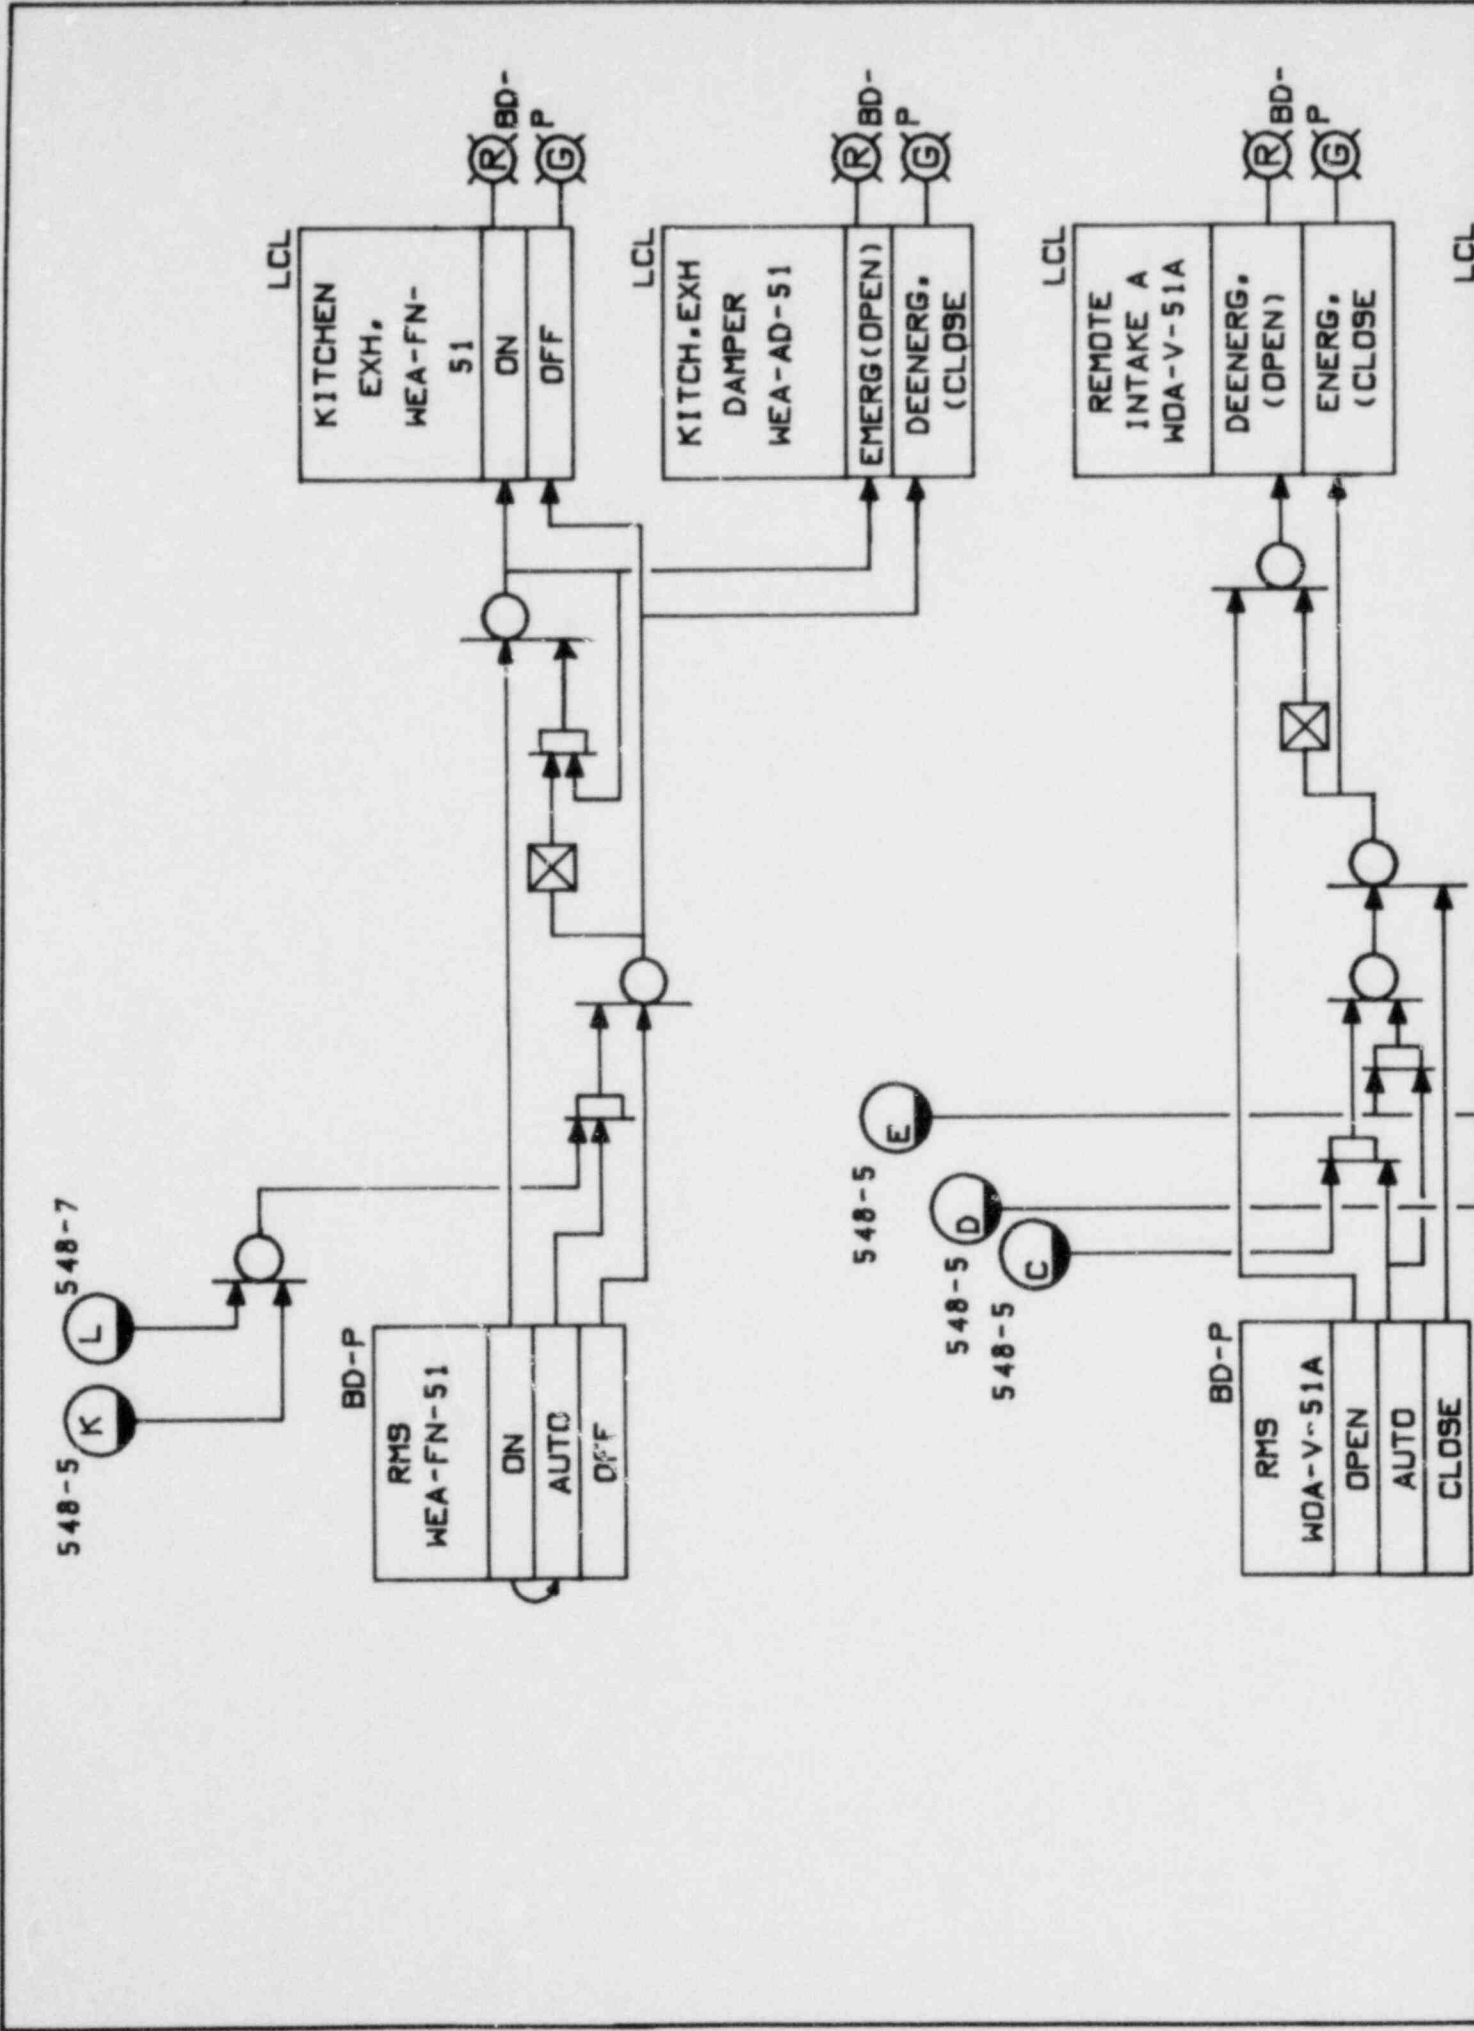 548-5
K
L
548-7
BD-P
RMS
WEA-FN-51
ON
AUTO
OFF
LCL
KITCHEN
EXH.
WEA-FN-
51
ON
OFF
R
BD-
G
P
LCL
KITCH.EXH
DAMPER
WEA-AD-51
EMERG(OPEN)
DEENERG.
(CLOSE
R
BD-
G
P
548-5
E
548-5
D
548-5
C
BD-P
RMS
WOA-V-51A
OPEN
AUTO
CLOSE
LCL
REMOTE
INTAKE A
WOA-V-51A
DEENERG.
(OPEN)
ENERG.
(CLOSE
R
BD-
G
P
LCL